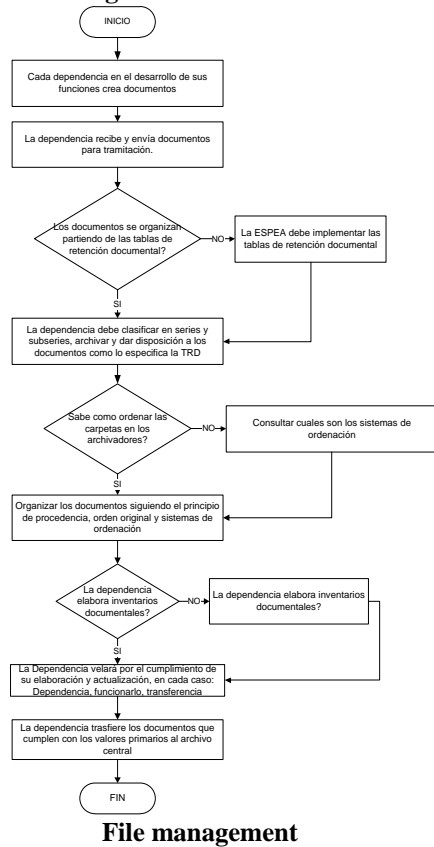 INICIO
Cada dependencia en el desarrollo de sus
funciones crea documentos
La dependencia recibe y envía documentos
para tramitación.
Los documentos se organizan
partiendo de las tablas de
retención documental?
NO
La ESPEA debe implementar las
tablas de retención documental
SI
La dependencia debe clasificar en series y
subseries, archivar y dar disposición a los
documentos como lo especifica la TRD
Sabe como ordenar las
carpetas en los
archivadores?
NO
Consultar cuales son los sistemas de
ordenación
SI
Organizar los documentos siguiendo el principio
de procedencia, orden original y sistemas de
ordenación
La dependencia
elabora inventarios
documentales?
NO
La dependencia elabora inventarios
documentales?
SI
La Dependencia velará por el cumplimiento de
su elaboración y actualización, en cada caso:
Dependencia, funcionarlo, transferencia
La dependencia trasfiere los documentos que
cumplen con los valores primarios al archivo
central
FIN
File management